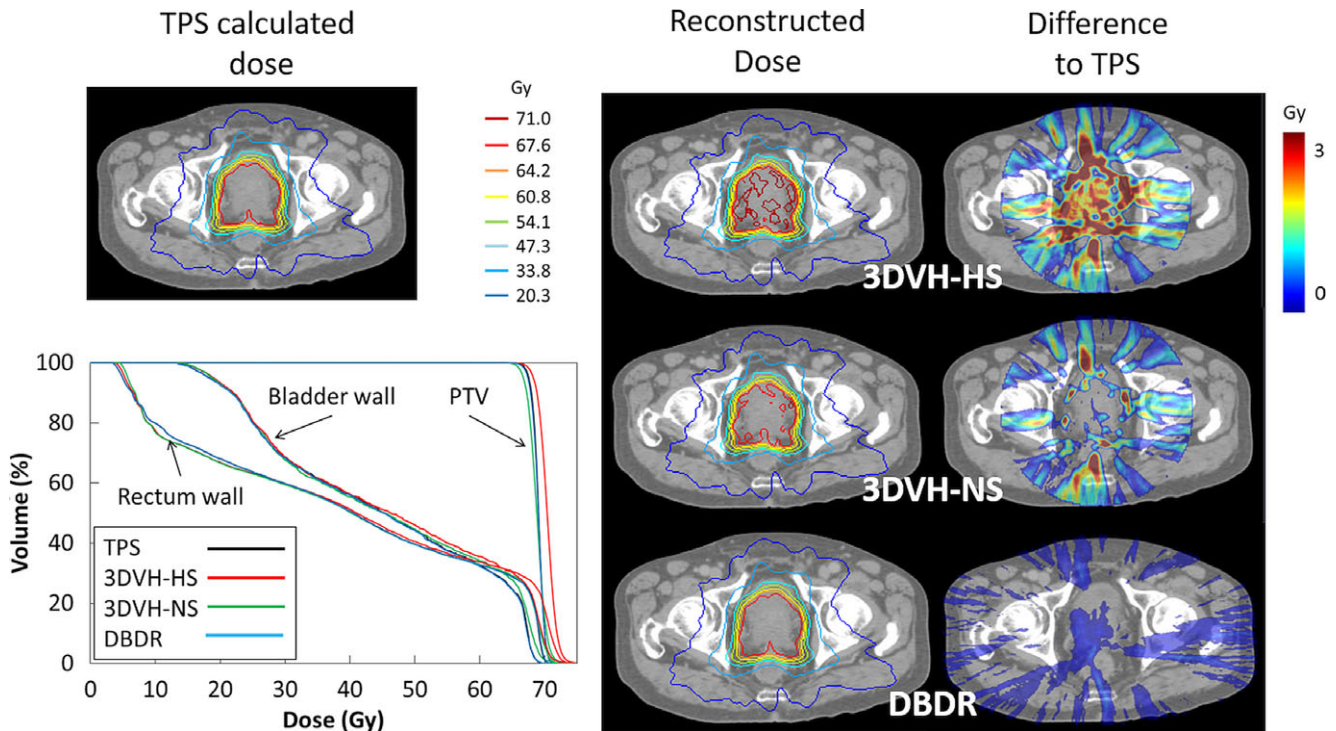 TPS calculated
dose
Gy
71.0
67.6
64.2
60.8
54.1
47.3
33.8
20.3
Reconstructed
Dose
Difference
to TPS
Gy
3
0
3DVH-HS
3DVH-NS
DBDR
Volume (%)
100
80
60
40
20
0
Bladder wall
PTV
Rectum wall
TPS
3DVH-HS
3DVH-NS
DBDR
0 10 20 30 40 50 60 70
Dose (Gy)